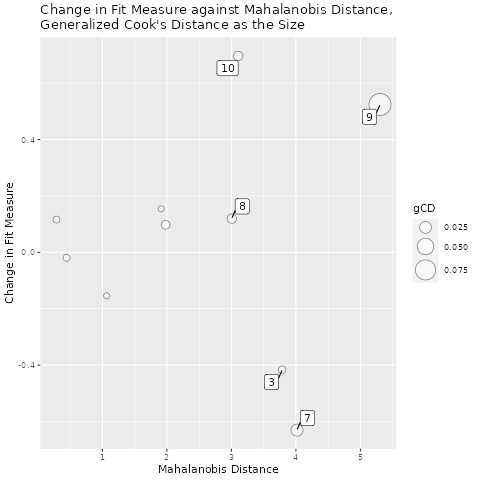 Change in Fit Measure against Mahalanobis Distance,
Generalized Cook's Distance as the Size
10
9
8
3
7
0.4
0.0
-0.4
Change in Fit Measure
1 2 3 4 5
Mahalanobis Distance
gCD
0.025
0.050
0.075